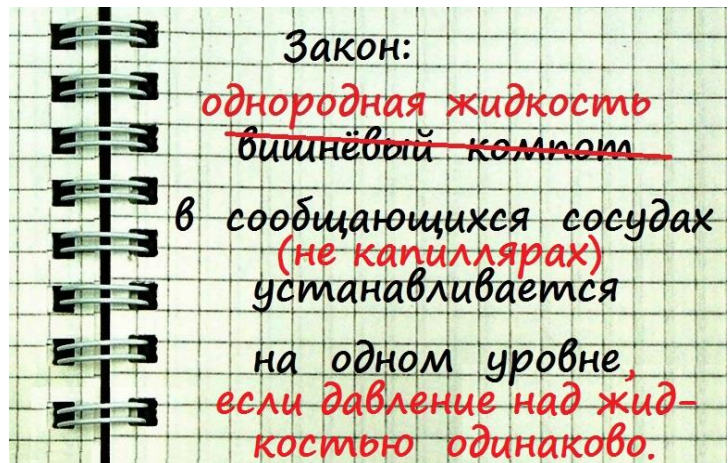 Закон:
однородная жидкость
вишнёвый компот
в сообщающихся сосудах
(не капиллярах)
устанавливается
на одном уровне,
если давление над жид-
костью одинаково.